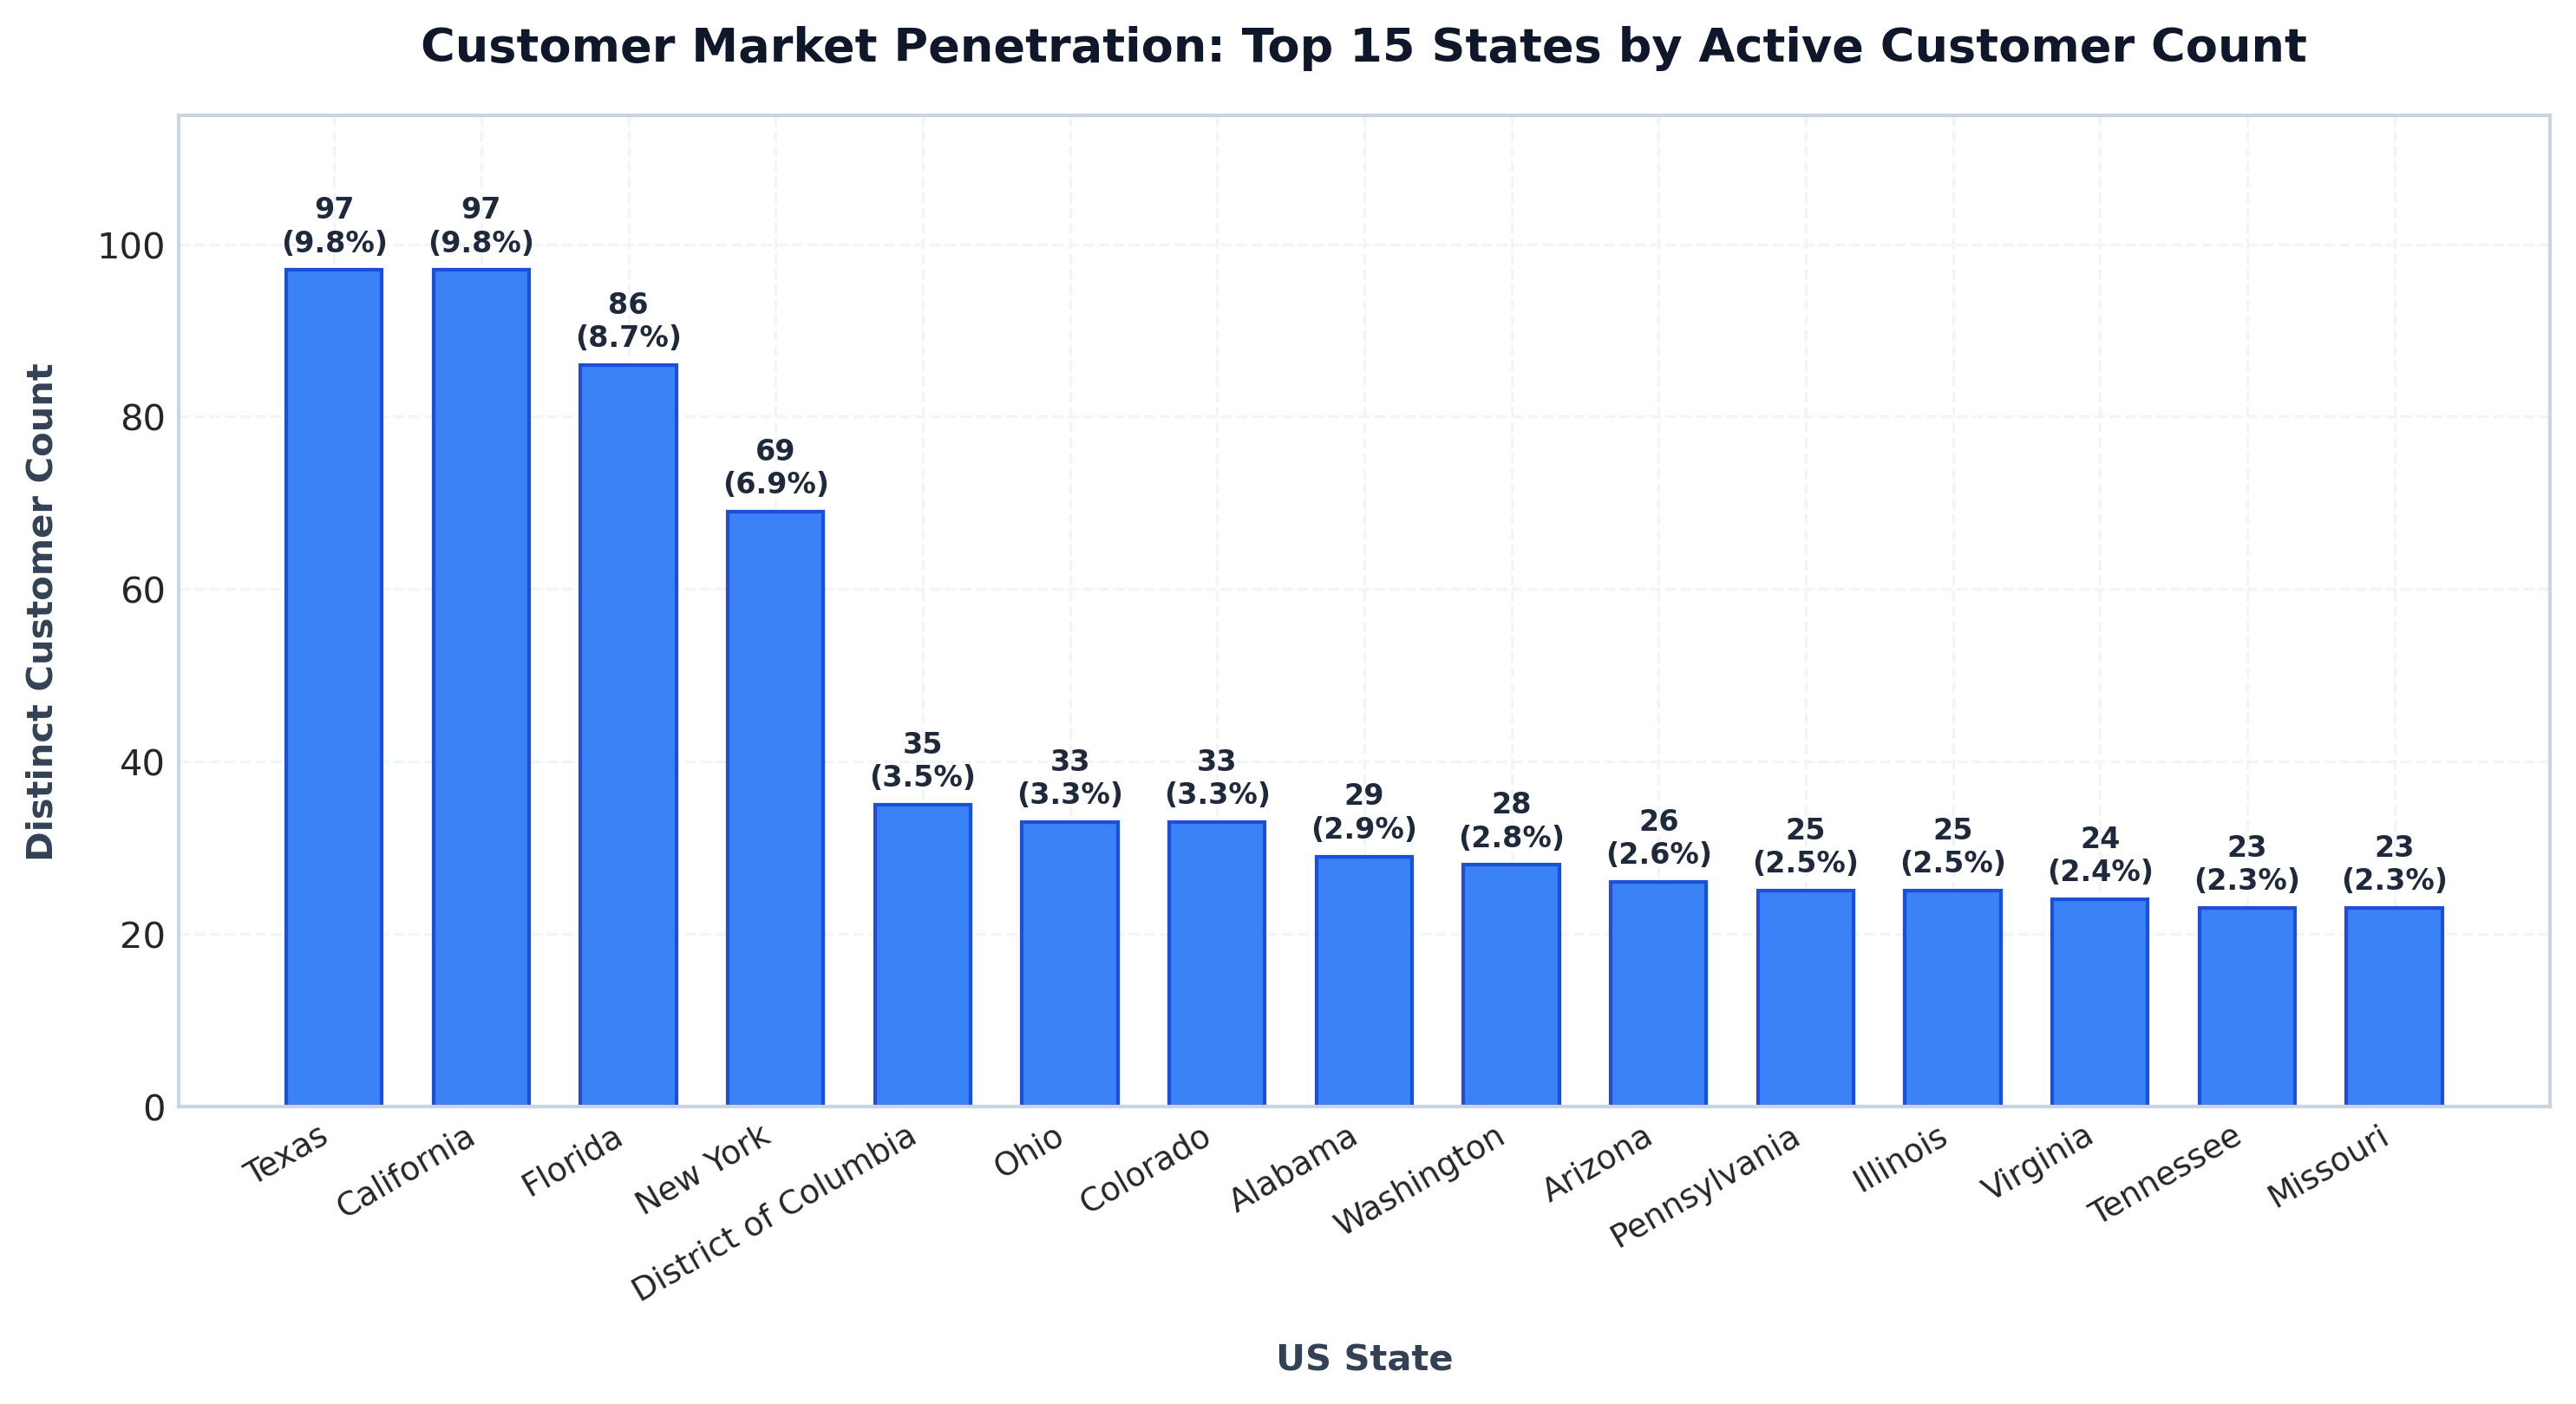 Customer Market Penetration: Top 15 States by Active Customer Count
Distinct Customer Count
100
80
60
40
20
0
97
(9.8%)
97
(9.8%)
86
(8.7%)
69
(6.9%)
35
(3.5%)
33
(3.3%)
33
(3.3%)
29
(2.9%)
28
(2.8%)
26
(2.6%)
25
(2.5%)
25
(2.5%)
24
(2.4%)
23
(2.3%)
23
(2.3%)
Texas
California
Florida
New York
District of Columbia
Ohio
Colorado
Alabama
Washington
Arizona
Pennsylvania
Illinois
Virginia
Tennessee
Missouri
US State